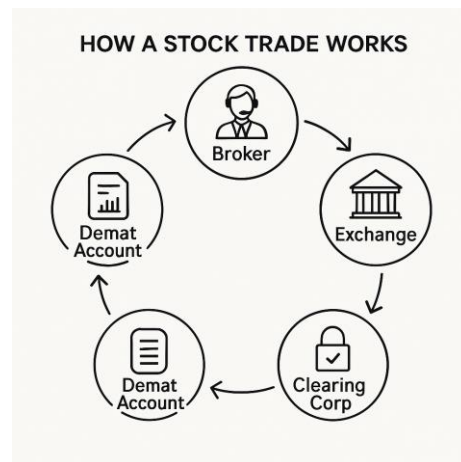 HOW A STOCK TRADE WORKS
Broker
Exchange
Clearing
Corp
Demat
Account
Demat
Account